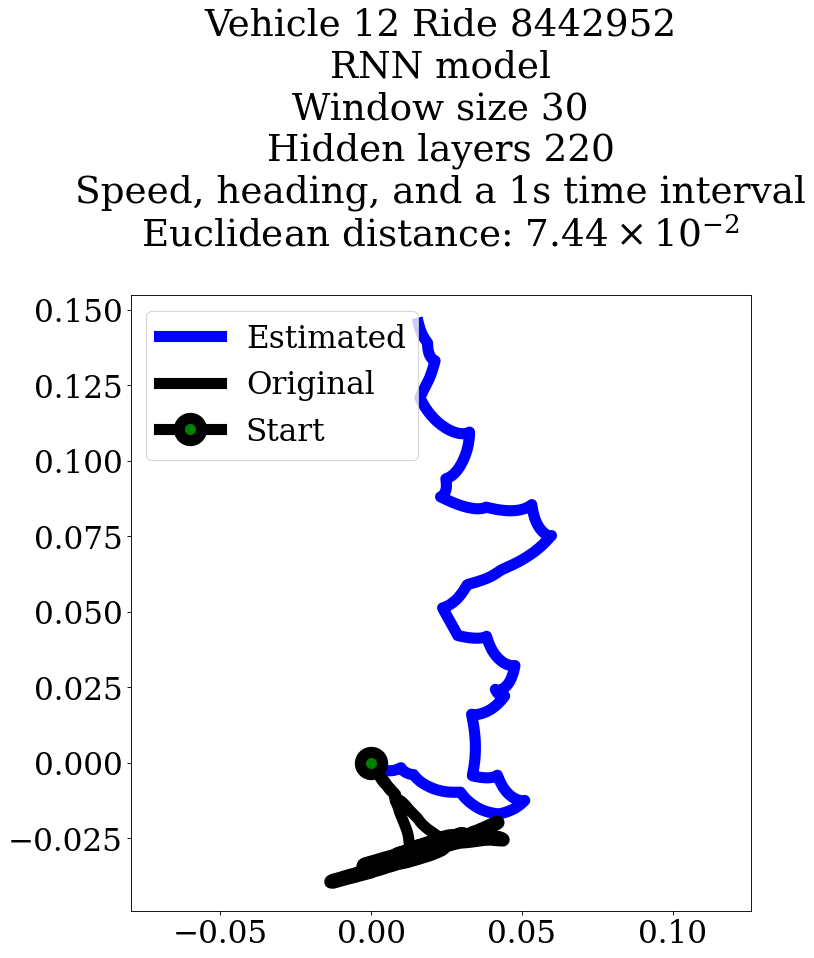 Vehicle 12 Ride 8442952
RNN model
Window size 30
Hidden layers 220
Speed, heading, and a 1s time interval
Euclidean distance: 7.44 × 10⁻²
Estimated
Original
Start
0.150
0.125
0.100
0.075
0.050
0.025
0.000
−0.025
−0.05 0.00 0.05 0.10